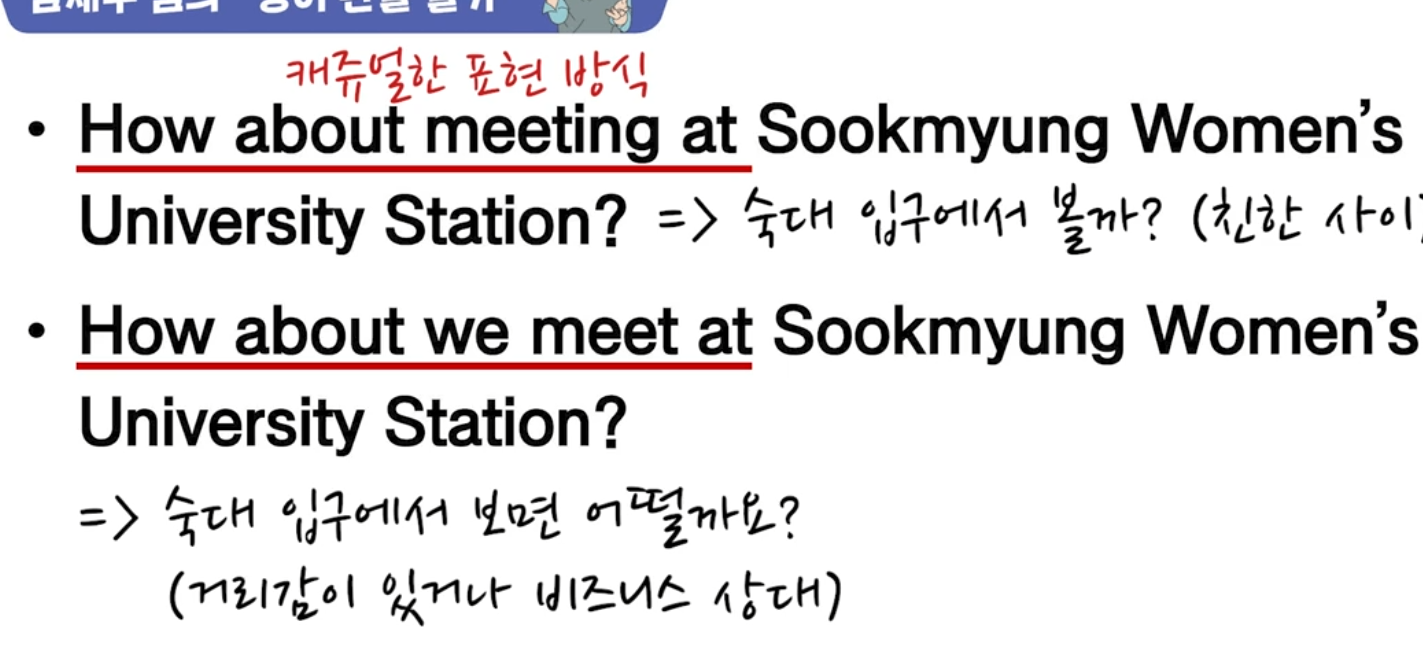 캐쥬얼한 표현 방식
• How about meeting at Sookmyung Women's
University Station? => 숙대 입구에서 볼까? (친한 사이
• How about we meet at Sookmyung Women's
University Station?
=> 숙대 입구에서 보면 어떨까요?
(거리감이 있거나 비즈니스 상대)